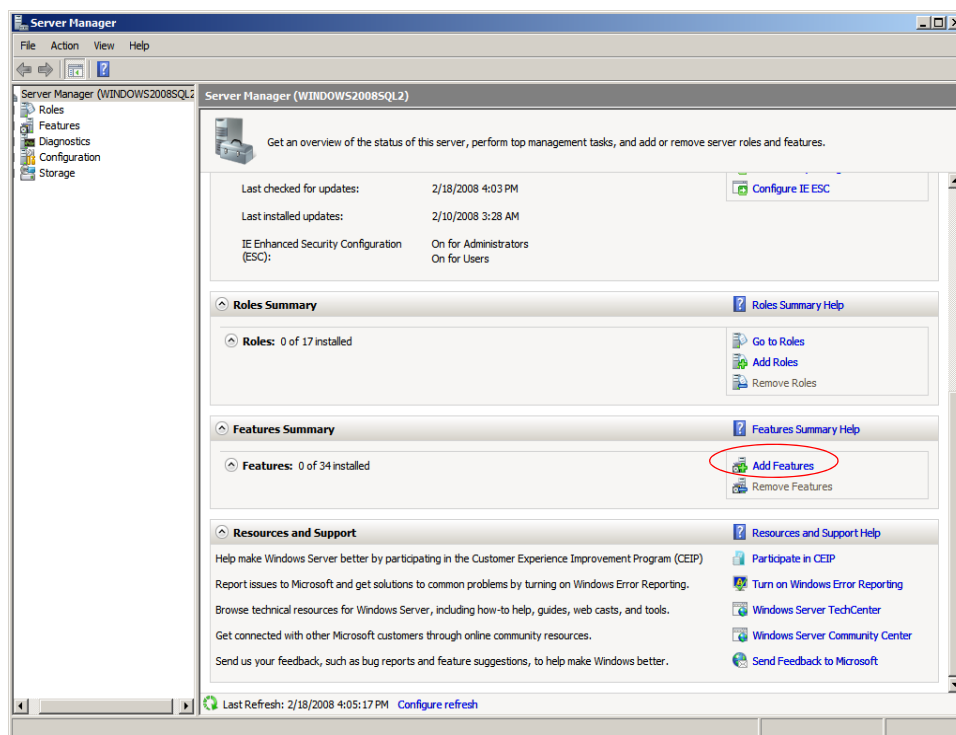 Server Manager
File Action View Help
Server Manager (WINDOWS2008SQL2
Roles
Features
Diagnostics
Configuration
Storage
Server Manager (WINDOWS2008SQL2)
Get an overview of the status of this server, perform top management tasks, and add or remove server roles and features.
Last checked for updates: 2/18/2008 4:03 PM
Configure IE ESC
Last installed updates: 2/10/2008 3:28 AM
IE Enhanced Security Configuration (ESC): On for Administrators
On for Users
Roles Summary Roles Summary Help
Roles: 0 of 17 installed
Go to Roles
Add Roles
Remove Roles
Features Summary Features Summary Help
Features: 0 of 34 installed
Add Features
Remove Features
Resources and Support Resources and Support Help
Help make Windows Server better by participating in the Customer Experience Improvement Program (CEIP) Participate in CEIP
Report issues to Microsoft and get solutions to common problems by turning on Windows Error Reporting. Turn on Windows Error Reporting
Browse technical resources for Windows Server, including how-to help, guides, web casts, and tools. Windows Server TechCenter
Get connected with other Microsoft customers through online community resources. Windows Server Community Center
Send us your feedback, such as bug reports and feature suggestions, to help make Windows better. Send Feedback to Microsoft
Last Refresh: 2/18/2008 4:05:17 PM Configure refresh